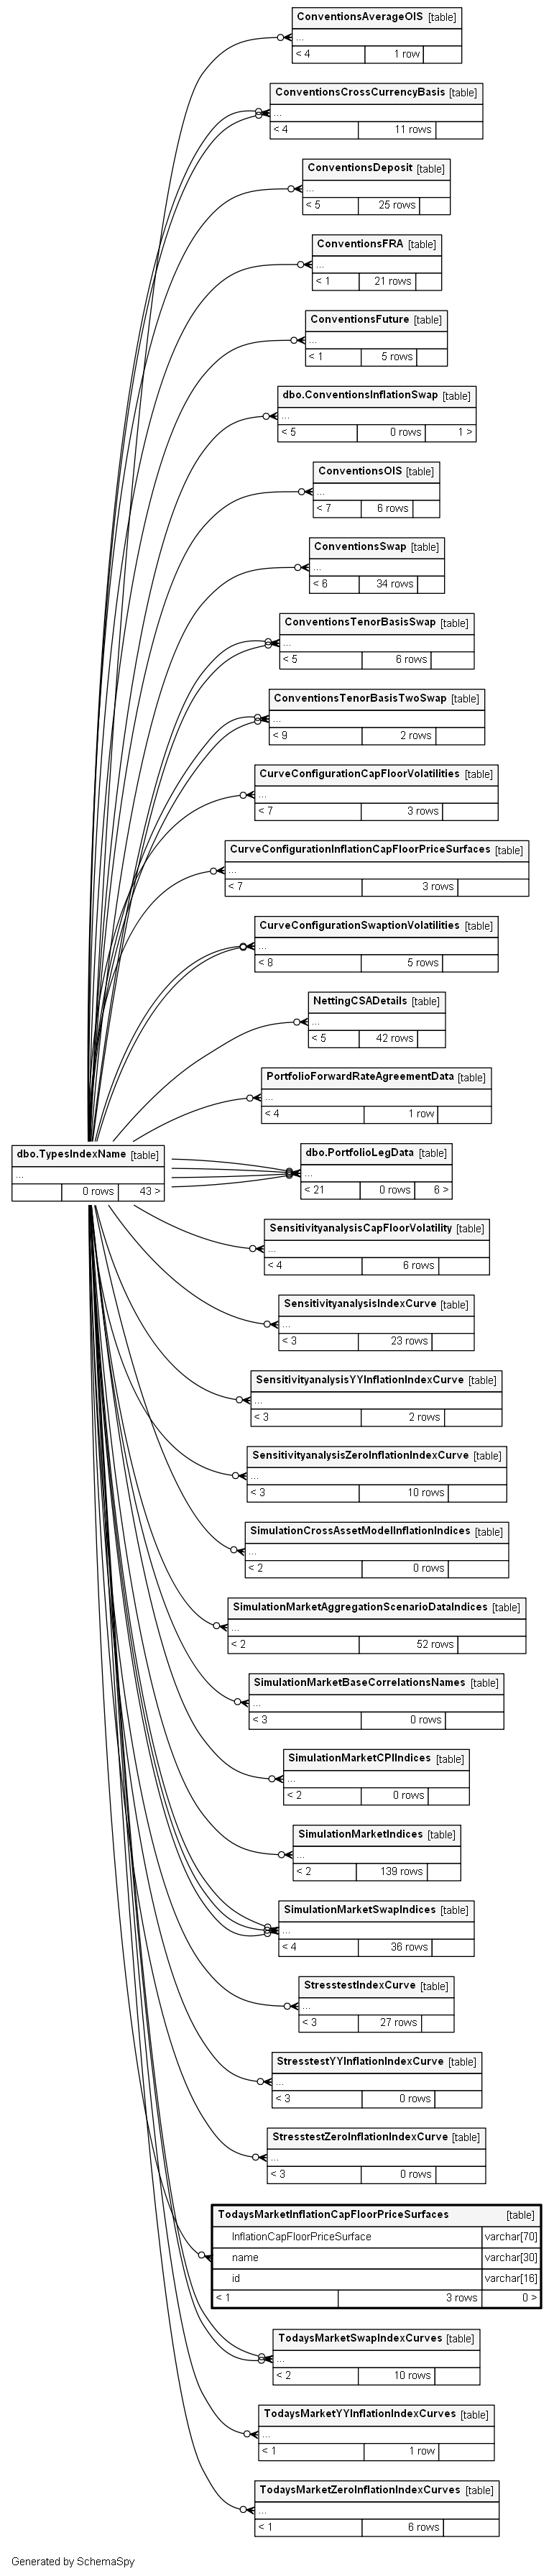 ConventionsAverageOIS [table]
...
< 4 1 row
ConventionsCrossCurrencyBasis [table]
...
< 4 11 rows
ConventionsDeposit [table]
...
< 5 25 rows
ConventionsFRA [table]
...
< 1 21 rows
ConventionsFuture [table]
...
< 1 5 rows
dbo.ConventionsInflationSwap [table]
...
< 5 0 rows 1 >
ConventionsOIS [table]
...
< 7 6 rows
ConventionsSwap [table]
...
< 6 34 rows
ConventionsTenorBasisSwap [table]
...
< 5 6 rows
ConventionsTenorBasisTwoSwap [table]
...
< 9 2 rows
CurveConfigurationCapFloorVolatilities [table]
...
< 7 3 rows
CurveConfigurationInflationCapFloorPriceSurfaces [table]
...
< 7 3 rows
CurveConfigurationSwaptionVolatilities [table]
...
< 8 5 rows
NettingCSADetails [table]
...
< 5 42 rows
PortfolioForwardRateAgreementData [table]
...
< 4 1 row
dbo.TypesIndexName [table]
...
0 rows 43 >
dbo.PortfolioLegData [table]
...
< 21 0 rows 6 >
SensitivityanalysisCapFloorVolatility [table]
...
< 4 6 rows
SensitivityanalysisIndexCurve [table]
...
< 3 23 rows
SensitivityanalysisYYInflationIndexCurve [table]
...
< 3 2 rows
SensitivityanalysisZeroInflationIndexCurve [table]
...
< 3 10 rows
SimulationCrossAssetModelInflationIndices [table]
...
< 2 0 rows
SimulationMarketAggregationScenarioDataIndices [table]
...
< 2 52 rows
SimulationMarketBaseCorrelationsNames [table]
...
< 3 0 rows
SimulationMarketCPIIndices [table]
...
< 2 0 rows
SimulationMarketIndices [table]
...
< 2 139 rows
SimulationMarketSwapIndices [table]
...
< 4 36 rows
StresstestIndexCurve [table]
...
< 3 27 rows
StresstestYYInflationIndexCurve [table]
...
< 3 0 rows
StresstestZeroInflationIndexCurve [table]
...
< 3 0 rows
TodaysMarketInflationCapFloorPriceSurfaces [table]
InflationCapFloorPriceSurface varchar[70]
name varchar[30]
id varchar[16]
< 1 3 rows 0 >
TodaysMarketSwapIndexCurves [table]
...
< 2 10 rows
TodaysMarketYYInflationIndexCurves [table]
...
< 1 1 row
TodaysMarketZeroInflationIndexCurves [table]
...
< 1 6 rows
Generated by SchemaSpy